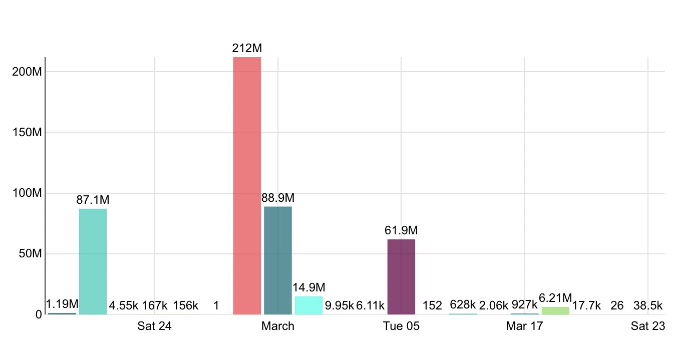 212M
200M
150M
100M
87.1M
88.9M
61.9M
50M
14.9M
1.19M 4.55k 167k 156k 1 9.95k 6.11k 152 628k 2.06k 927k 6.21M 17.7k 26 38.5k
0
Sat 24 March Tue 05 Mar 17 Sat 23